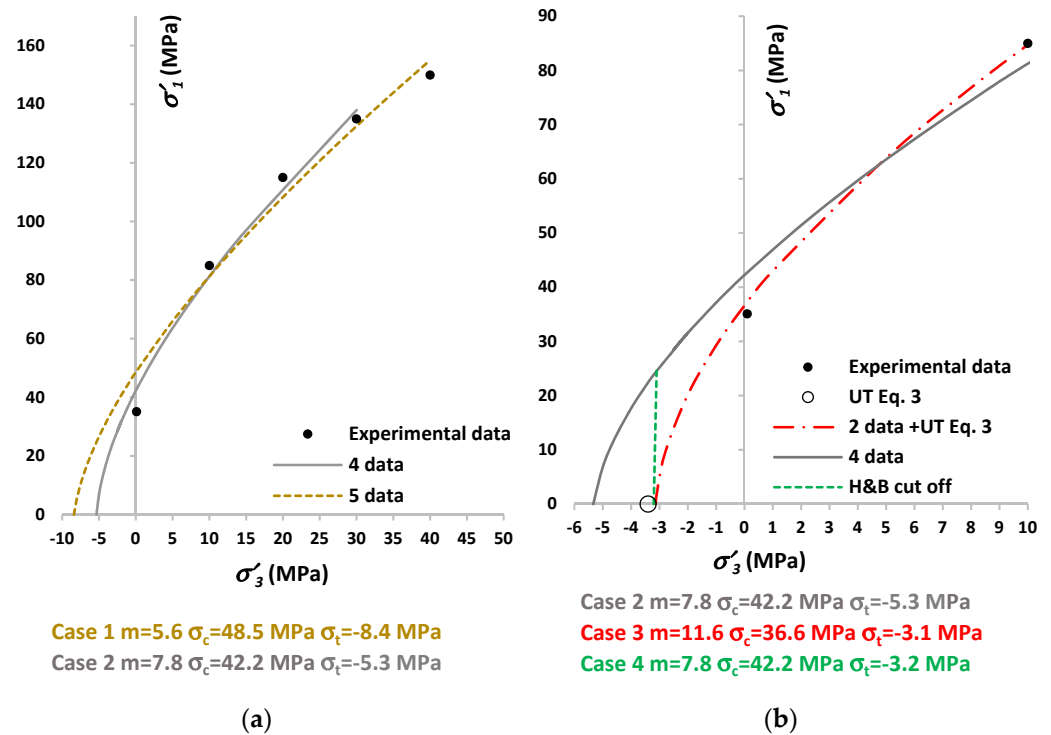 σ′1 (MPa)
160
140
120
100
80
60
40
20
0
-10 -5 0 5 10 15 20 25 30 35 40 45 50
σ′3 (MPa)
Experimental data
4 data
5 data
Case 1 m=5.6 σc=48.5 MPa σt=-8.4 MPa
Case 2 m=7.8 σc=42.2 MPa σt=-5.3 MPa
(a)
σ′1 (MPa)
90
80
70
60
50
40
30
20
10
0
-6 -5 -4 -3 -2 -1 0 1 2 3 4 5 6 7 8 9 10
σ′3 (MPa)
Experimental data
UT Eq. 3
2 data +UT Eq. 3
4 data
H&B cut off
Case 2 m=7.8 σc=42.2 MPa σt=-5.3 MPa
Case 3 m=11.6 σc=36.6 MPa σt=-3.1 MPa
Case 4 m=7.8 σc=42.2 MPa σt=-3.2 MPa
(b)